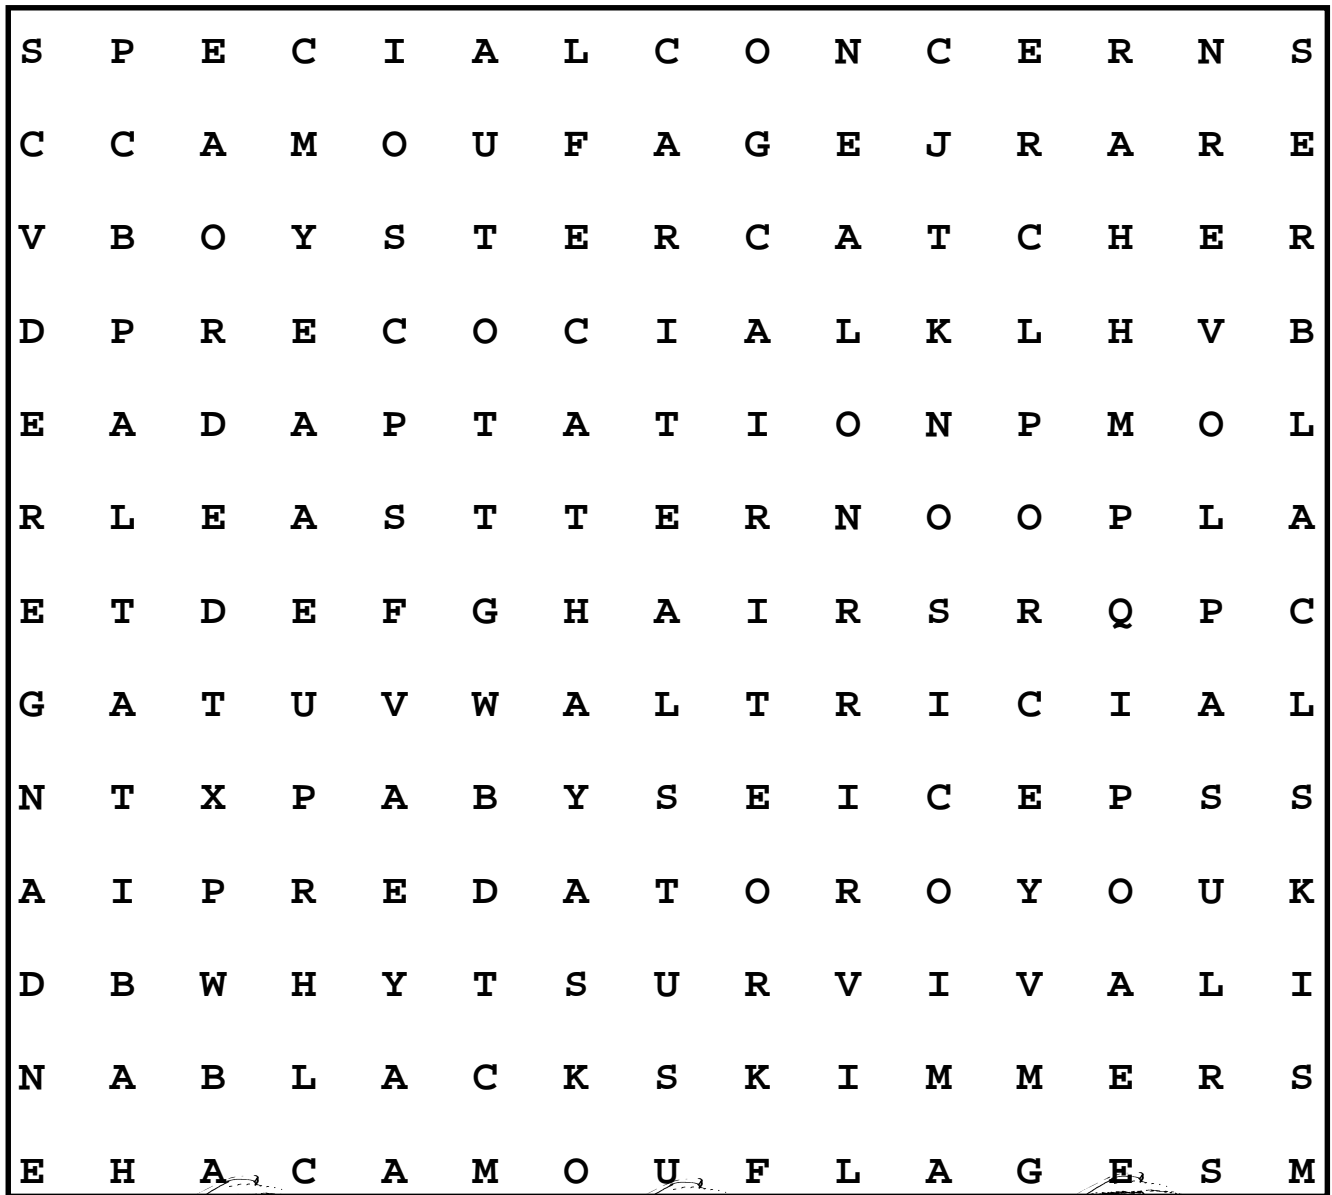 S P E C I A L C O N C E R N S
C C A M O U F A G E J R A R E
V B O Y S T E R C A T C H E R
D P R E C O C I A L K L H V B
E A D A P T A T I O N P M O L
R L E A S T T E R N O O P L A
E T D E F G H A I R S R Q P C
G A T U V W A L T R I C I A L
N T X P A B Y S E I C E P S S
A I P R E D A T O R O Y O U K
D B W H Y T S U R V I V A L I
N A B L A C K S K I M M E R S
E H A C A M O U F L A G E S M